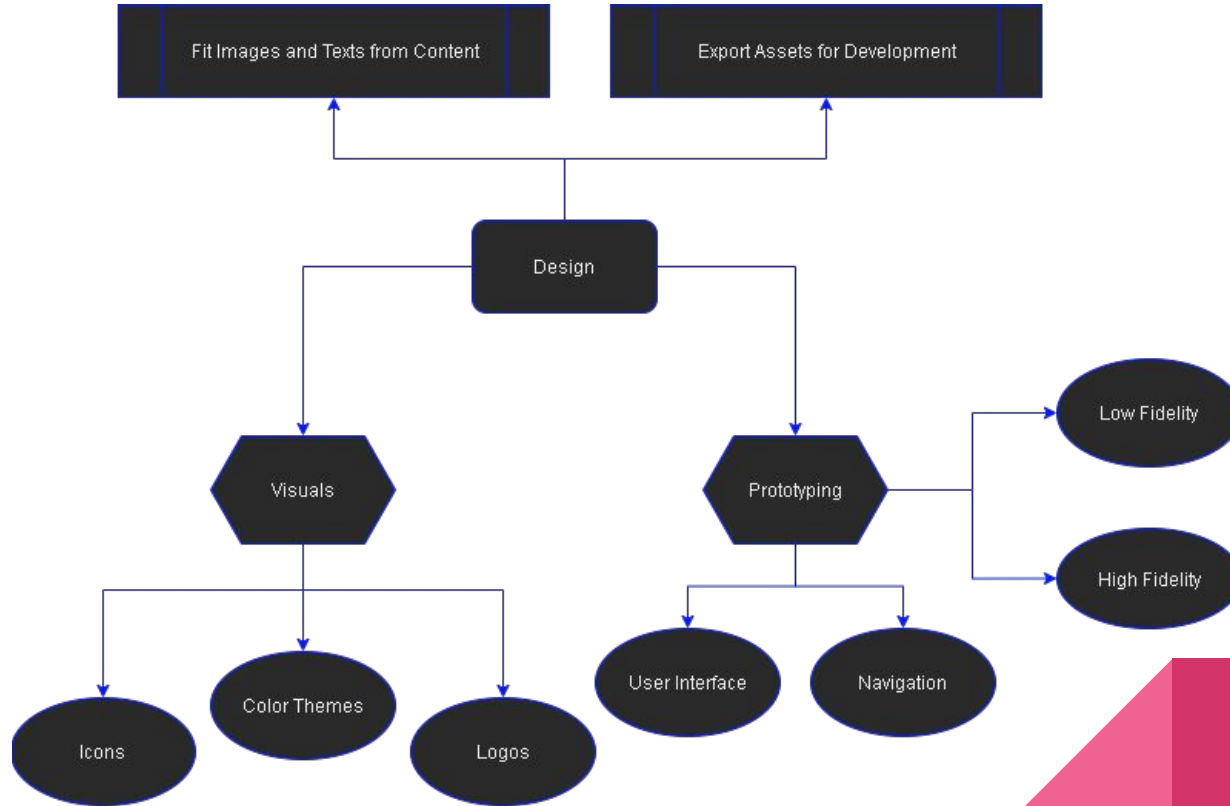 Fit Images and Texts from Content
Export Assets for Development
Design
Low Fidelity
Visuals
Prototyping
High Fidelity
User Interface
Navigation
Color Themes
Icons
Logos